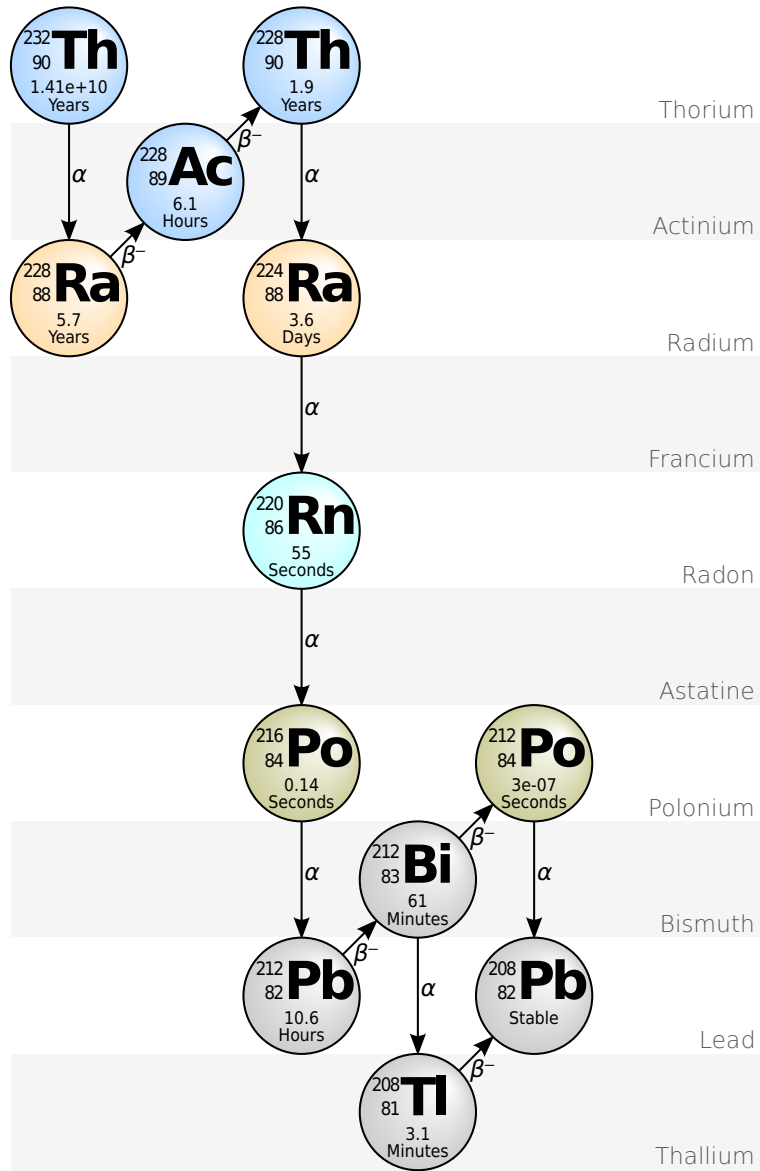 232
90 Th
1.41e+10
Years
228
90 Th
1.9
Years
Thorium
α
β⁻
α
228
89 Ac
6.1
Hours
Actinium
β⁻
228
88 Ra
5.7
Years
224
88 Ra
3.6
Days
Radium
α
Francium
220
86 Rn
55
Seconds
Radon
α
Astatine
216
84 Po
0.14
Seconds
212
84 Po
3e-07
Seconds
Polonium
β⁻
212
83 Bi
61
Minutes
α
α
Bismuth
β⁻
212
82 Pb
10.6
Hours
α
208
82 Pb
Stable
Lead
β⁻
208
81 Tl
3.1
Minutes
Thallium